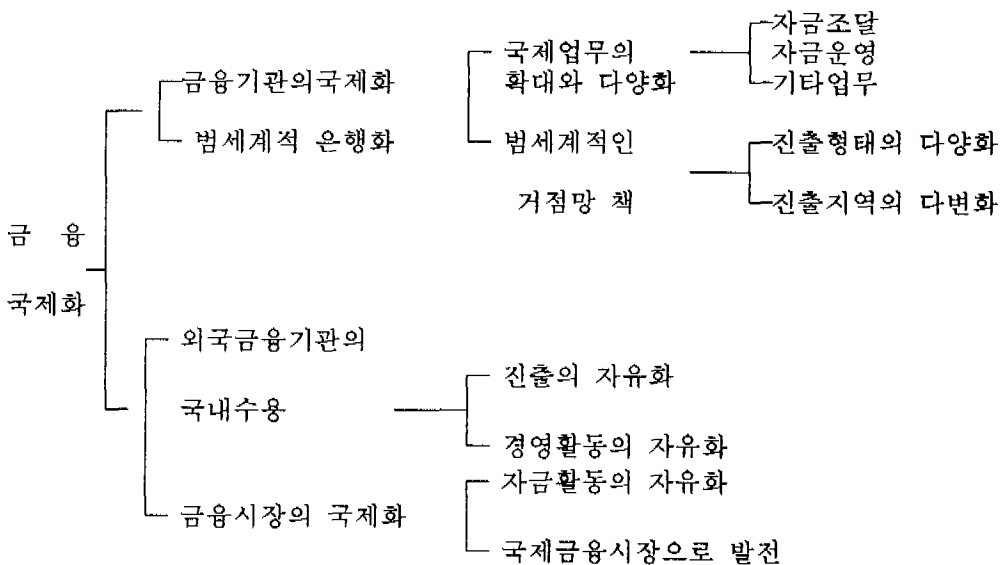 자금조달
국제업무의
자금운영
금융기관의국제화
확대와 다양화
기타업무
범세계적 은행화
범세계적인
진출형태의 다양화
거점망 책
진출지역의 다변화
금 융
국제화
외국금융기관의
진출의 자유화
국내수용
경영활동의 자유화
자금활동의 자유화
금융시장의 국제화
국제금융시장으로 발전